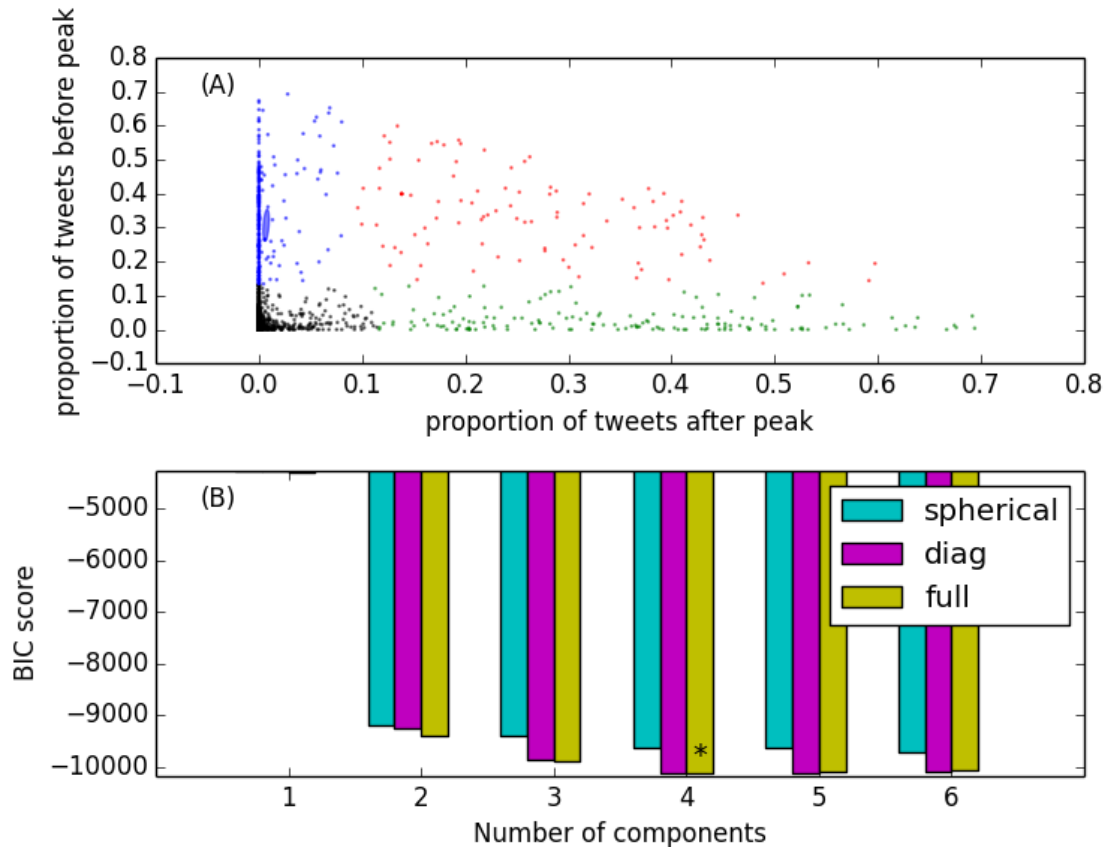 proportion of tweets before peak
0.8
0.7
0.6
0.5
0.4
0.3
0.2
0.1
0.0
−0.1
(A)
−0.1 0.0 0.1 0.2 0.3 0.4 0.5 0.6 0.7 0.8
proportion of tweets after peak
BIC score
−5000
−6000
−7000
−8000
−9000
−10000
(B)
spherical
diag
full
*
1 2 3 4 5 6
Number of components